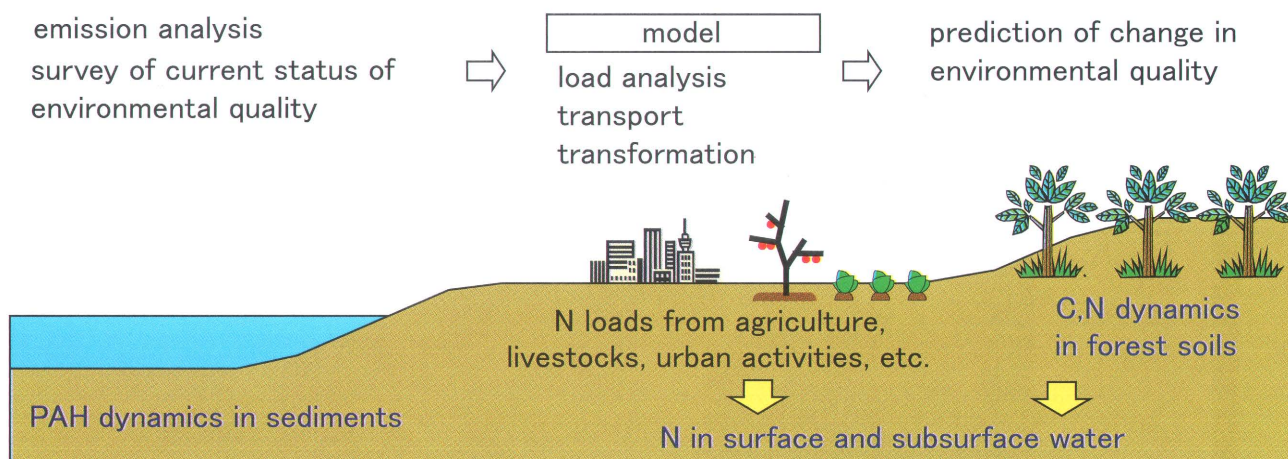 emission analysis
survey of current status of
environmental quality
model
load analysis
transport
transformation
prediction of change in
environmental quality
N loads from agriculture,
livestocks, urban activities, etc.
C,N dynamics
in forest soils
PAH dynamics in sediments
N in surface and subsurface water